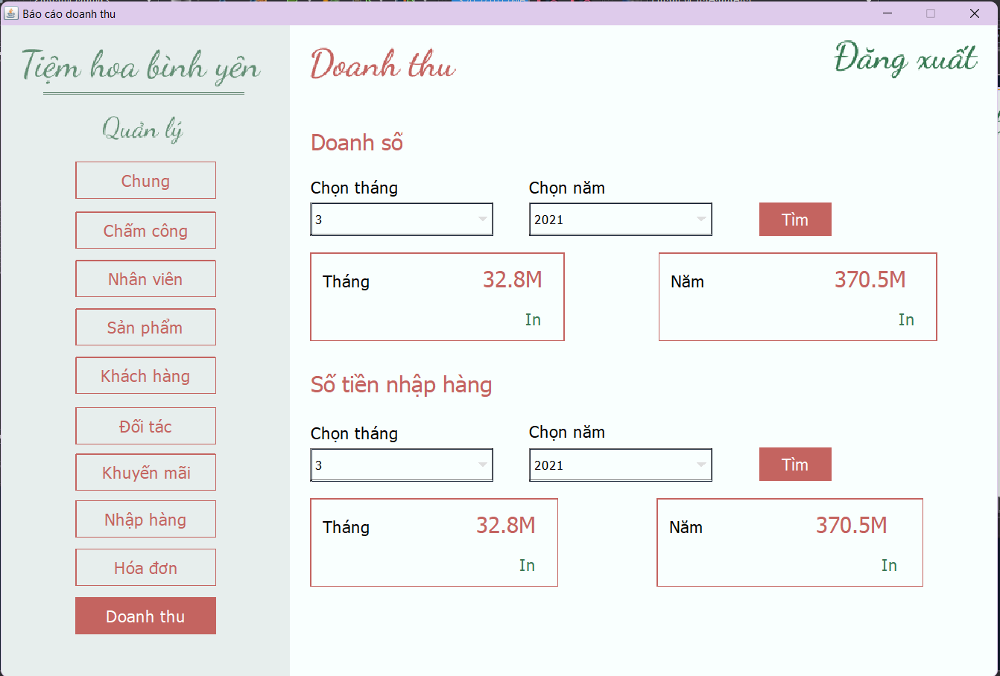 Báo cáo doanh thu
Tiệm hoa bình yên
Quản lý
Chung
Chấm công
Nhân viên
Sản phẩm
Khách hàng
Đối tác
Khuyến mãi
Nhập hàng
Hóa đơn
Doanh thu
Doanh thu
Đăng xuất
Doanh số
Chọn tháng
Chọn năm
3
2021
Tìm
Tháng
32.8M
In
Năm
370.5M
In
Số tiền nhập hàng
Chọn tháng
Chọn năm
3
2021
Tìm
Tháng
32.8M
In
Năm
370.5M
In